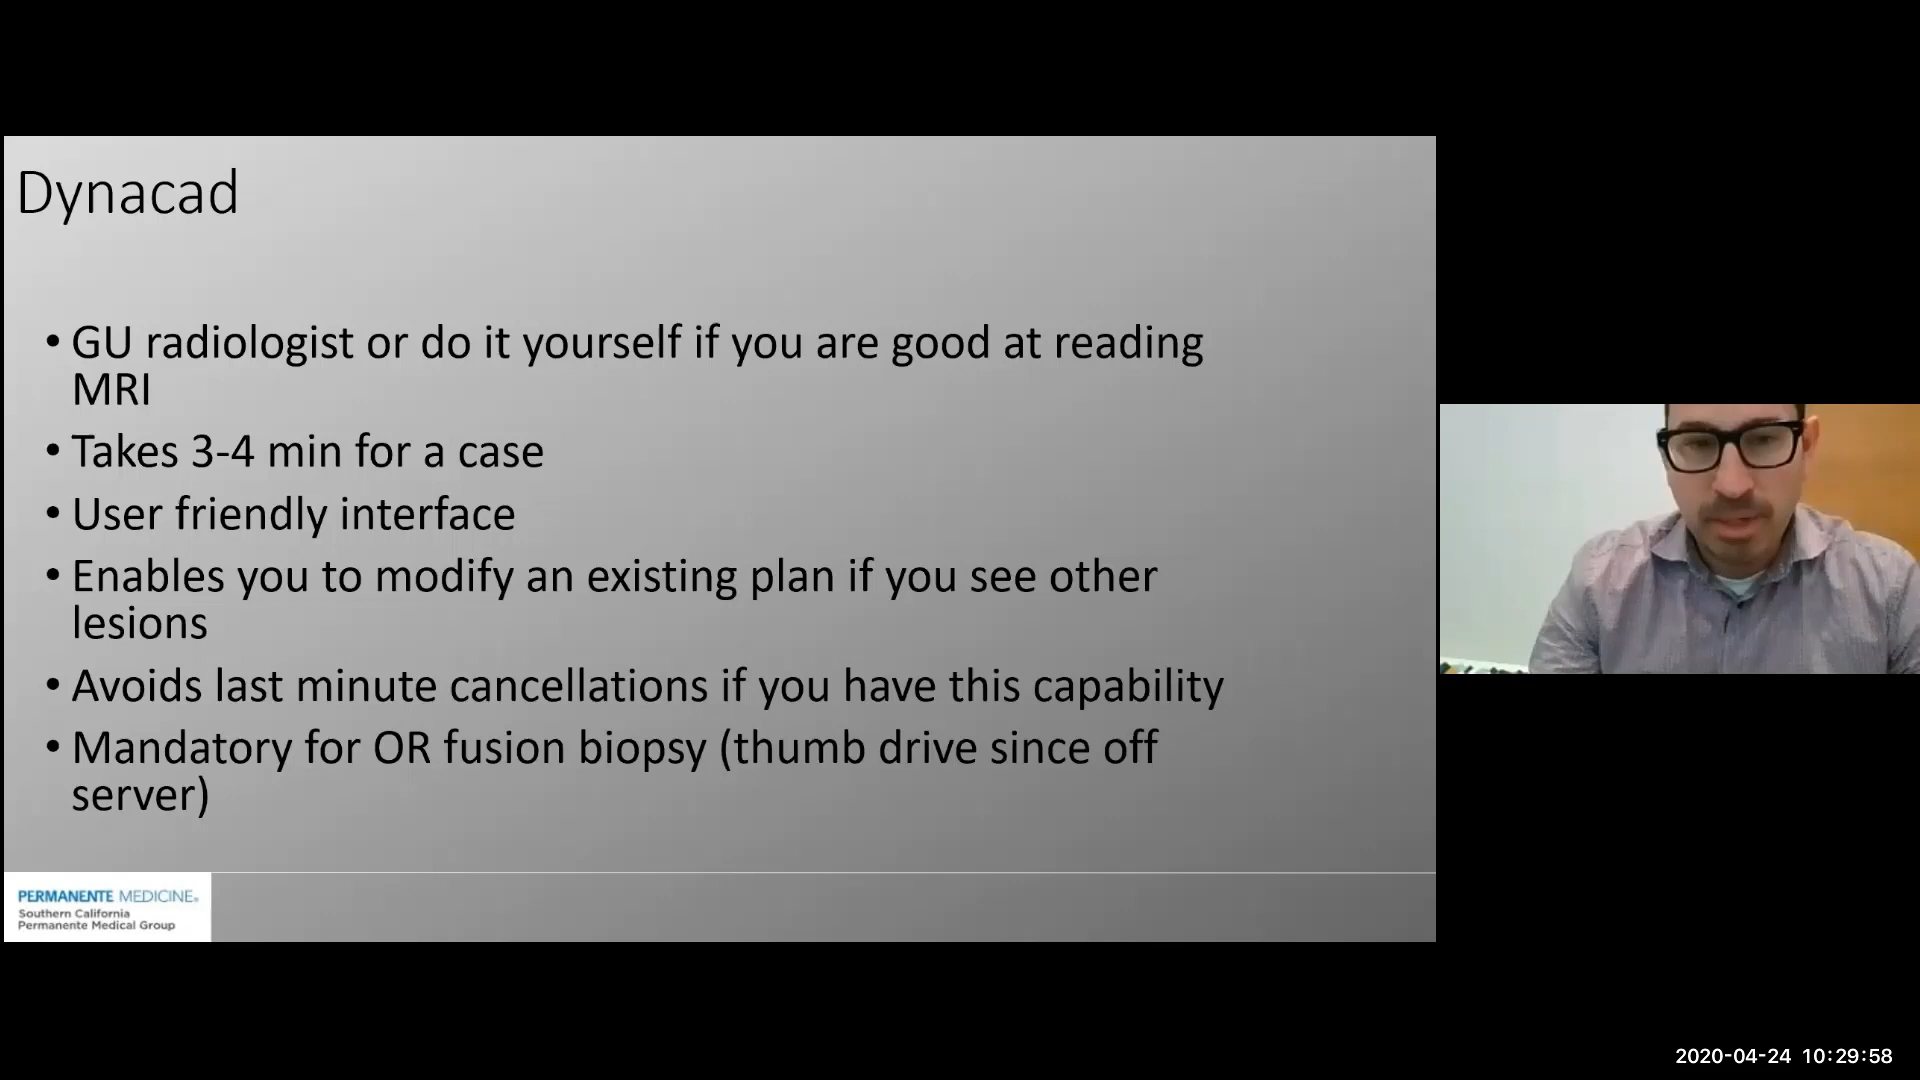 Dynacad
• GU radiologist or do it yourself if you are good at reading
MRI
• Takes 3-4 min for a case
• User friendly interface
• Enables you to modify an existing plan if you see other
lesions
• Avoids last minute cancellations if you have this capability
• Mandatory for OR fusion biopsy (thumb drive since off
server)
PERMANENTE MEDICINE®
Southern California
Permanente Medical Group
2020-04-24 10:29:58